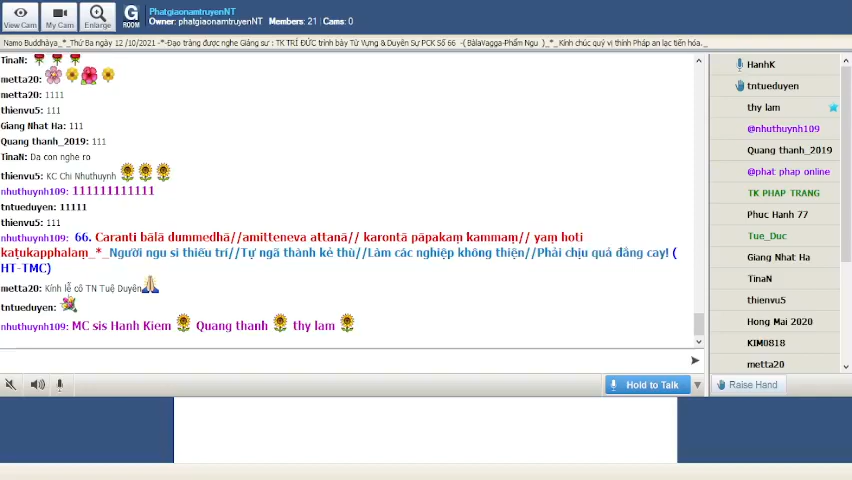 PhatgiaonamtruyenNT
Owner: phatgiaonamtruyenNT Members: 21 | Cams: 0
View Cam
My Cam
Enlarge
G
ROOM
Namo Buddhàya_*_Thứ Ba ngày 12 /10/2021 -*-Đạo tràng được nghe Giảng sư : TK TRÍ ĐỨC trình bày Từ Vựng & Duyên Sự PCK Số 66 -( BàlaVagga-Phẩm Ngu )_*_ Kính chúc quý vị thính Pháp an lạc tiến hóa._
TinaN:
metta20:
metta20: 1111
thienvu5: 111
Giang Nhat Ha: 111
Quang thanh_2019: 111
TinaN: Da con nghe ro
thienvu5: KC Chi Nhuthuynh
nhuthuynh109: 111111111111
tntueduyen: 11111
thienvu5: 111
nhuthuynh109: 66. Caranti bālā dummedhā//amitteneva attanā// karontā pāpakaṃ kammaṃ// yaṃ hoti
kaṭukapphalaṃ_*_Người ngu si thiếu trí//Tự ngã thành kẻ thù//Làm các nghiệp không thiện//Phải chịu quả đắng cay! (
HT-TMC)
metta20: Kính lễ cô TN Tuệ Duyên
tntueduyen:
nhuthuynh109: MC sis Hanh Kiem Quang thanh thy lam
Hold to Talk
HanhK
tntueduyen
thy lam
@nhuthuynh109
Quang thanh_2019
@phat phap online
TK PHAP TRANG
Phuc Hanh 77
Tue_Duc
Giang Nhat Ha
TinaN
thienvu5
Hong Mai 2020
KIM0818
metta20
Raise Hand